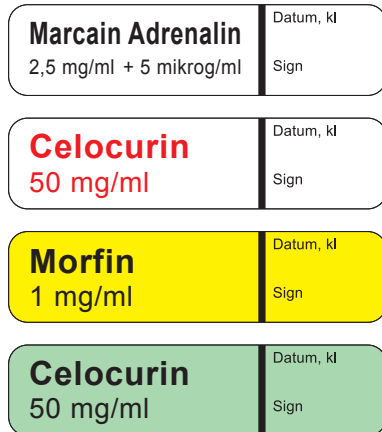 Marcain Adrenalin
2,5 mg/ml + 5 mikrog/ml
Datum, kl
Sign
Celocurin
50 mg/ml
Datum, kl
Sign
Morfin
1 mg/ml
Datum, kl
Sign
Celocurin
50 mg/ml
Datum, kl
Sign